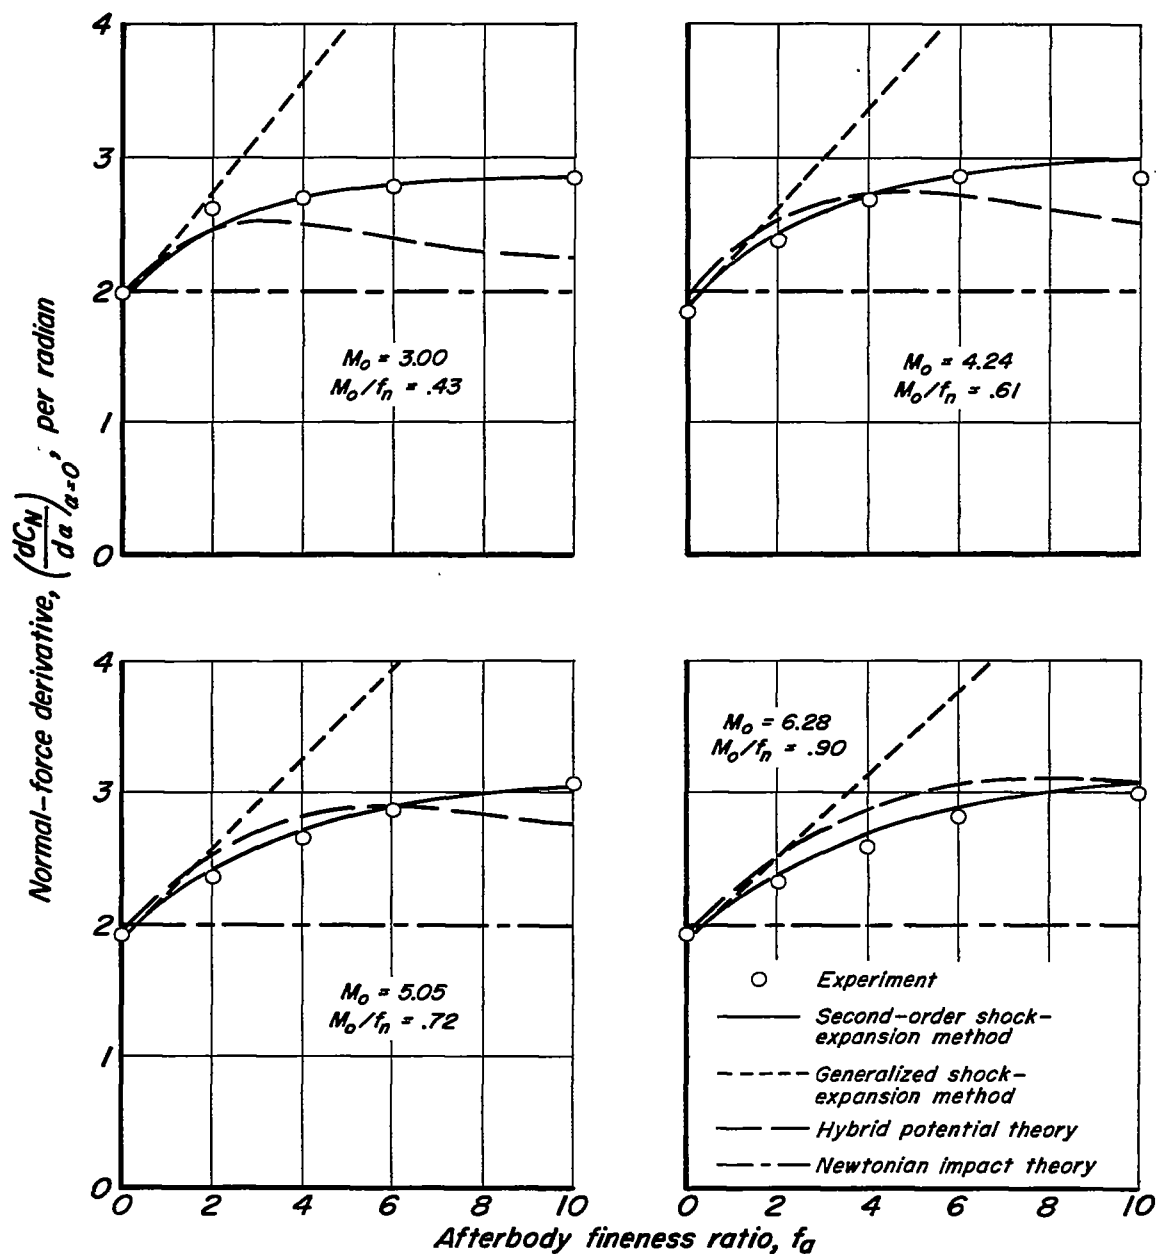 4
3
2
1
0
M₀ = 3.00
M₀/fₙ = .43
M₀ = 4.24
M₀/fₙ = .61
Normal-force derivative, (dC_N/dα)α=0, per radian
4
3
2
1
0
M₀ = 5.05
M₀/fₙ = .72
0 2 4 6 8 10
M₀ = 6.28
M₀/fₙ = .90
Experiment
Second-order shock-
expansion method
Generalized shock-
expansion method
Hybrid potential theory
Newtonian impact theory
0 2 4 6 8 10
Afterbody fineness ratio, fₐ